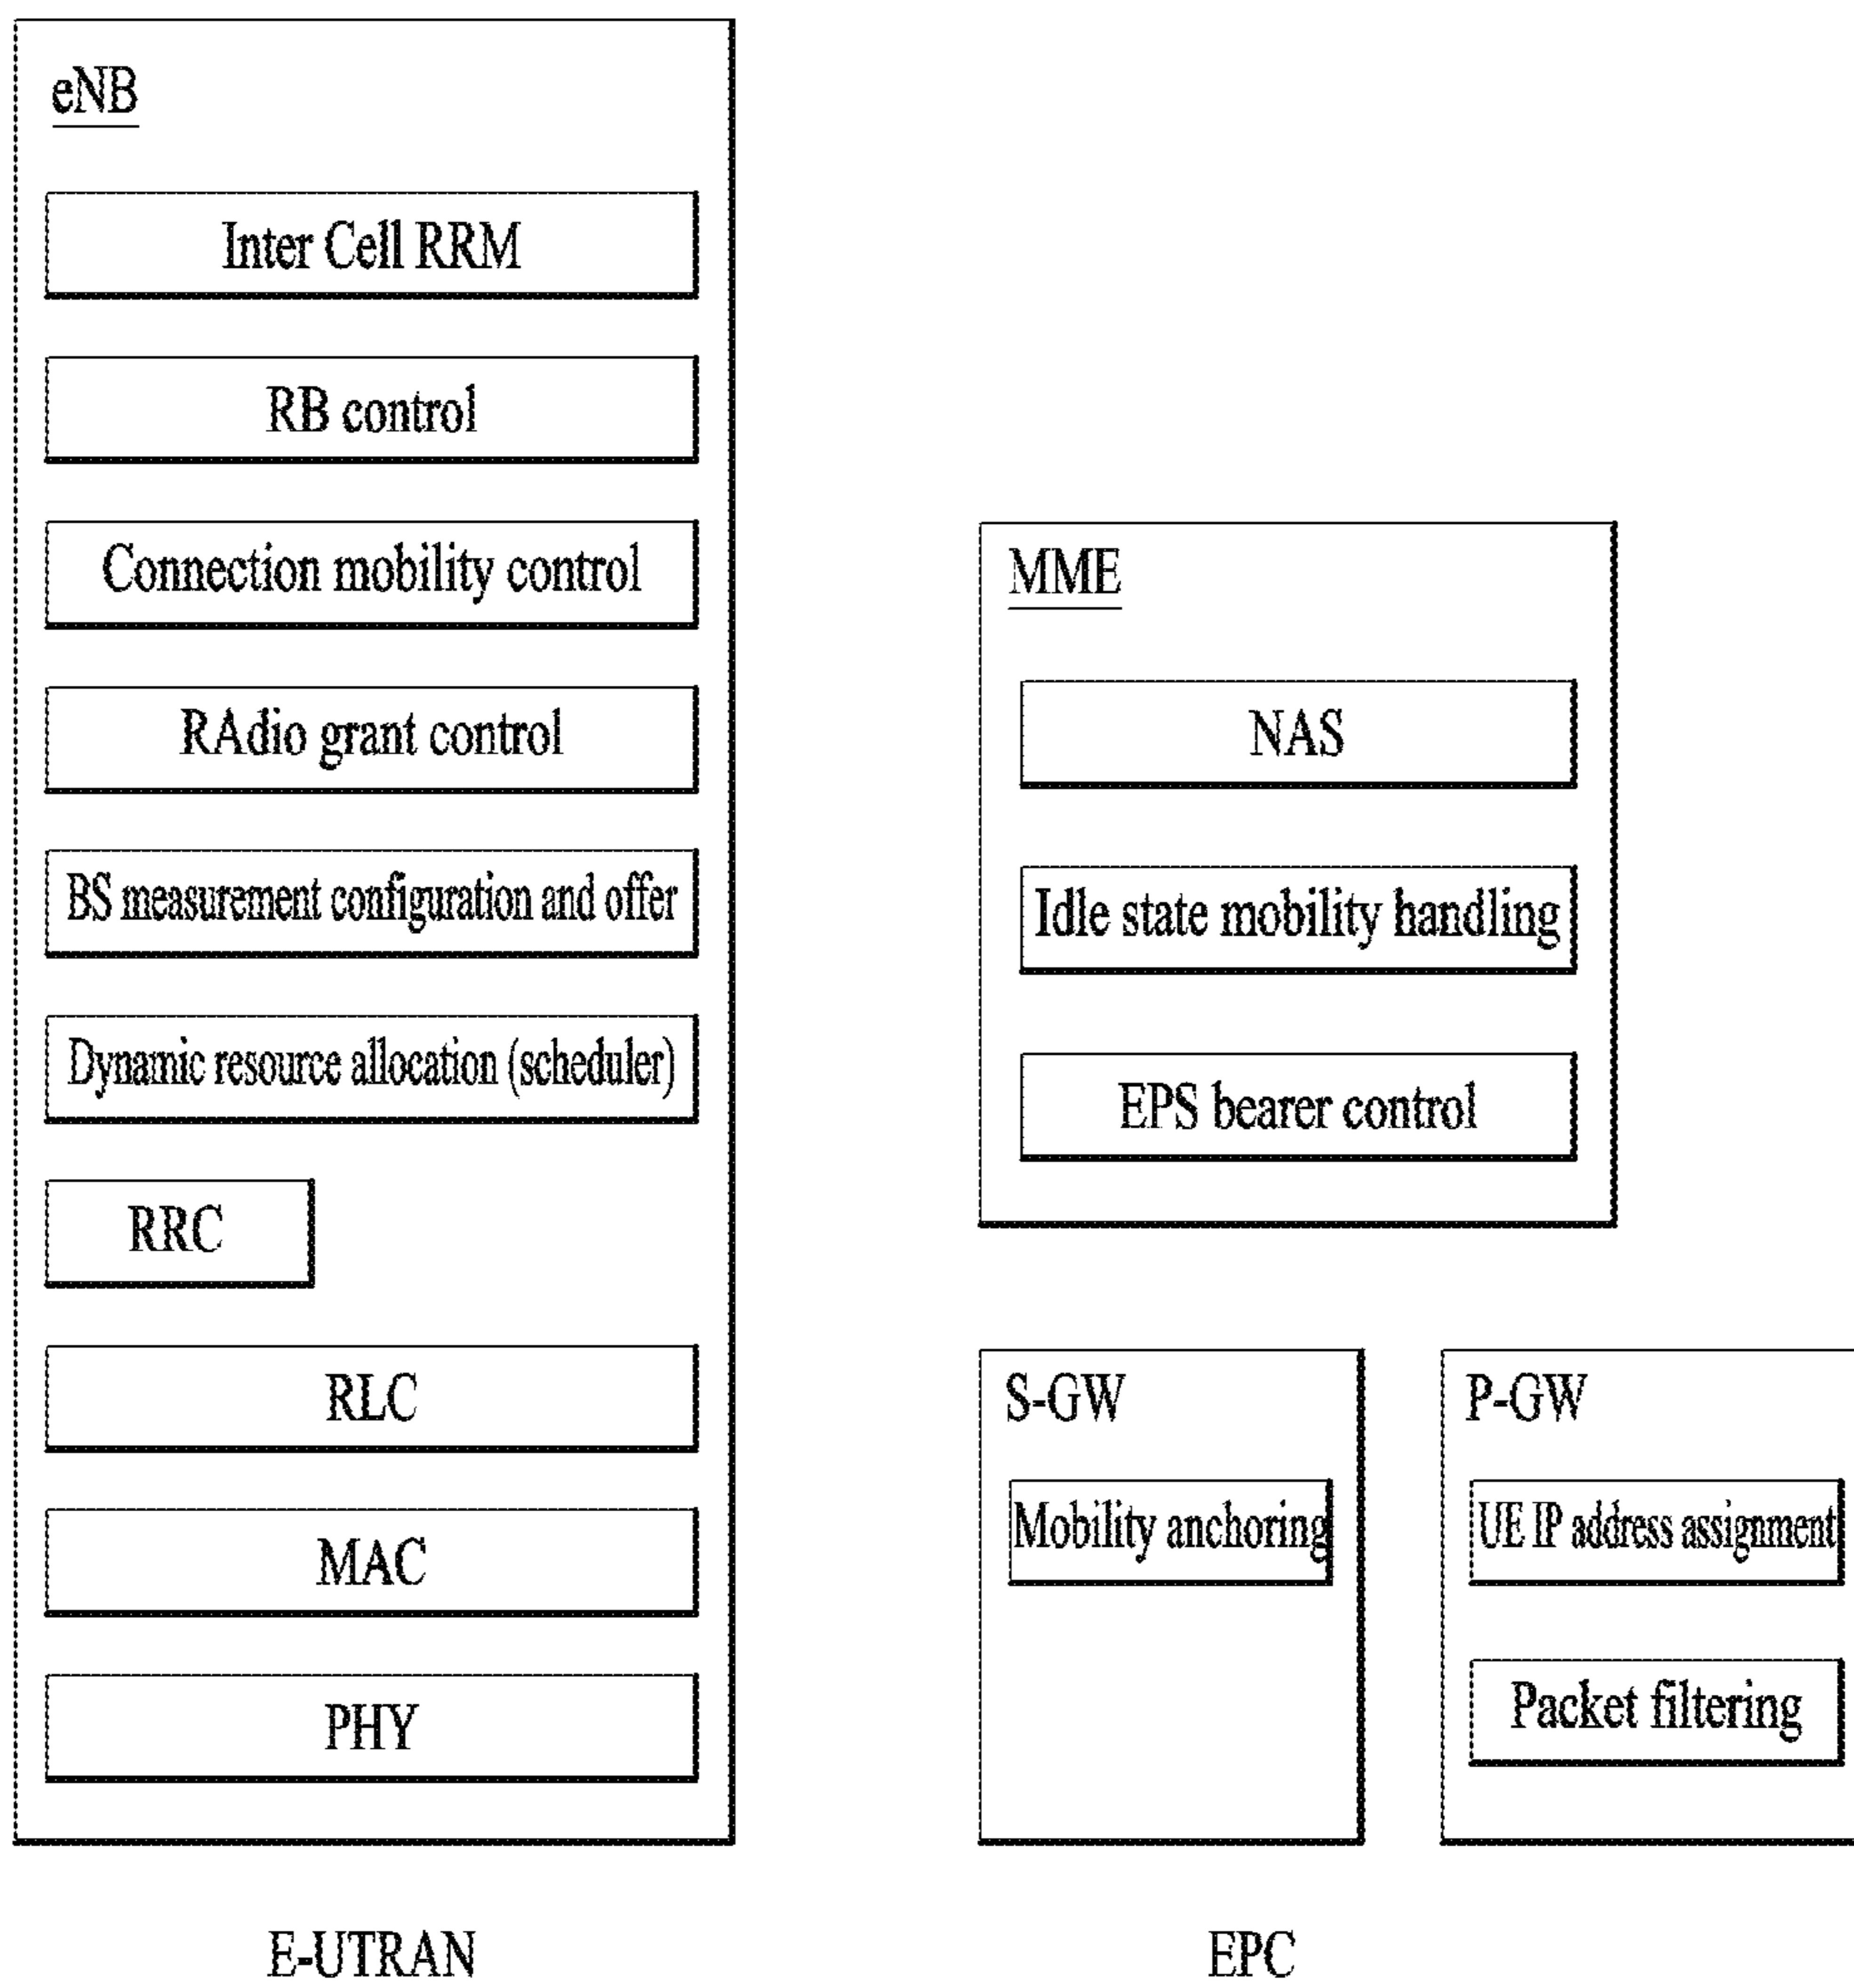 eNB
Inter Cell RRM
RB control
Connection mobility control
RAdio grant control
BS measurement configuration and offer
Dynamic resource allocation (scheduler)
RRC
RLC
MAC
PHY
E-UTRAN
MME
NAS
Idle state mobility handling
EPS bearer control
S-GW
Mobility anchoring
P-GW
UE IP address assignment
Packet filtering
EPC